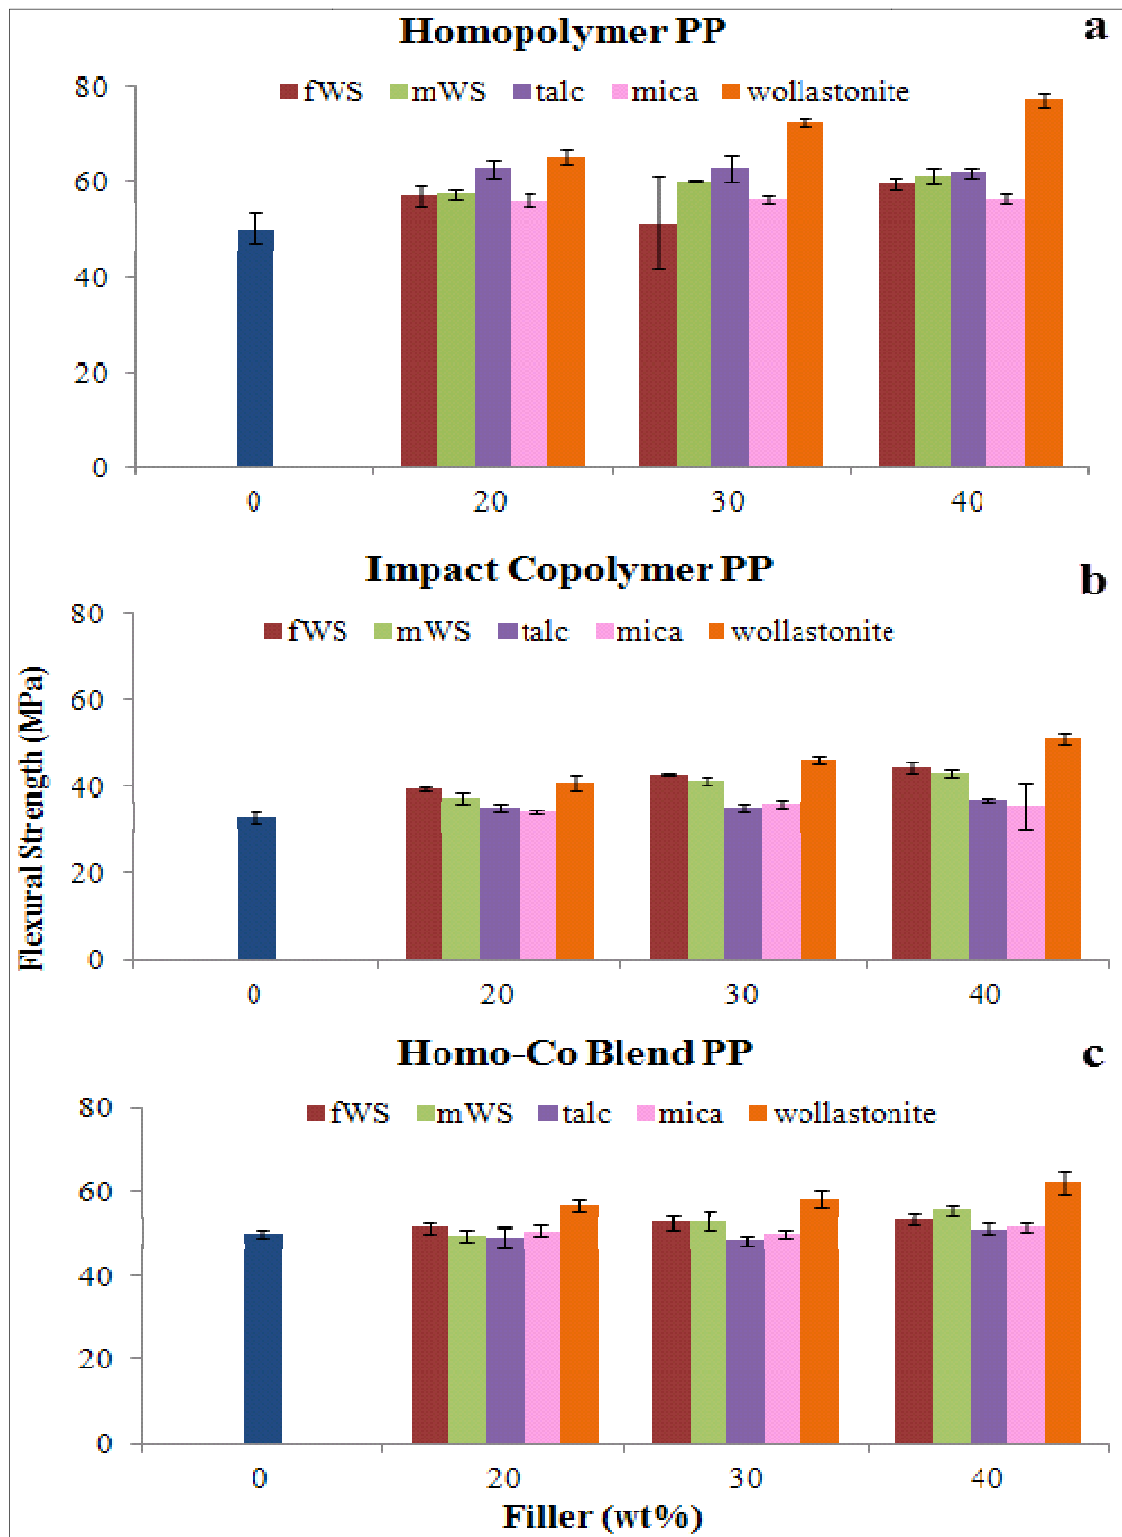 Homopolymer PP
a
fWS mWS talc mica wollastonite
80
60
40
20
0
0 20 30 40
Impact Copolymer PP
b
fWS mWS talc mica wollastonite
80
60
40
20
0
0 20 30 40
Flexural Strength (MPa)
Homo-Co Blend PP
c
fWS mWS talc mica wollastonite
80
60
40
20
0
0 20 30 40
Filler (wt%)